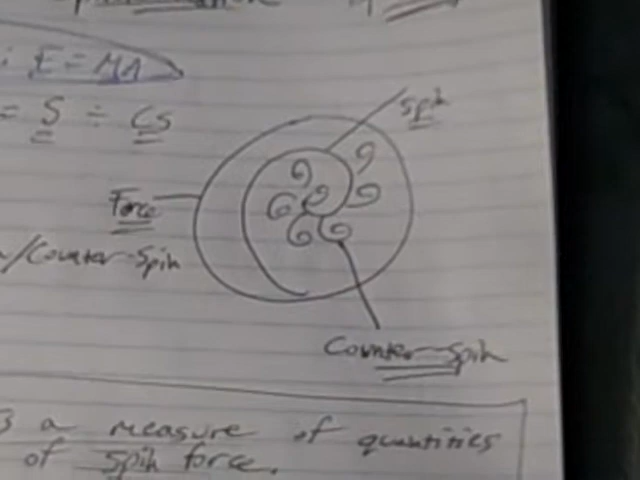 E = MA
= S ÷ Cs
Spin
Force
/Counter-Spin
Counter-Spin
a measure of quantities
of spin force.